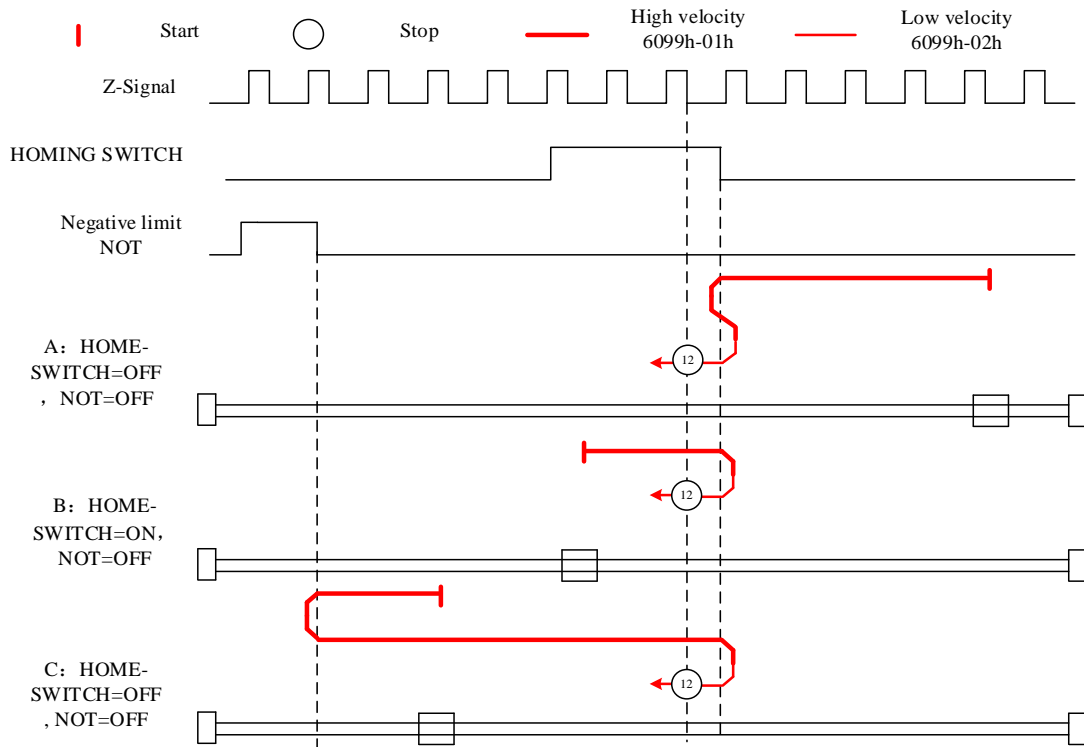 Start
Stop
High velocity
6099h-01h
Low velocity
6099h-02h
Z-Signal
HOMING SWITCH
Negative limit
NOT
A：HOME-
SWITCH=OFF
，NOT=OFF
12
B：HOME-
SWITCH=ON,
NOT=OFF
12
C：HOME-
SWITCH=OFF
, NOT=OFF
12